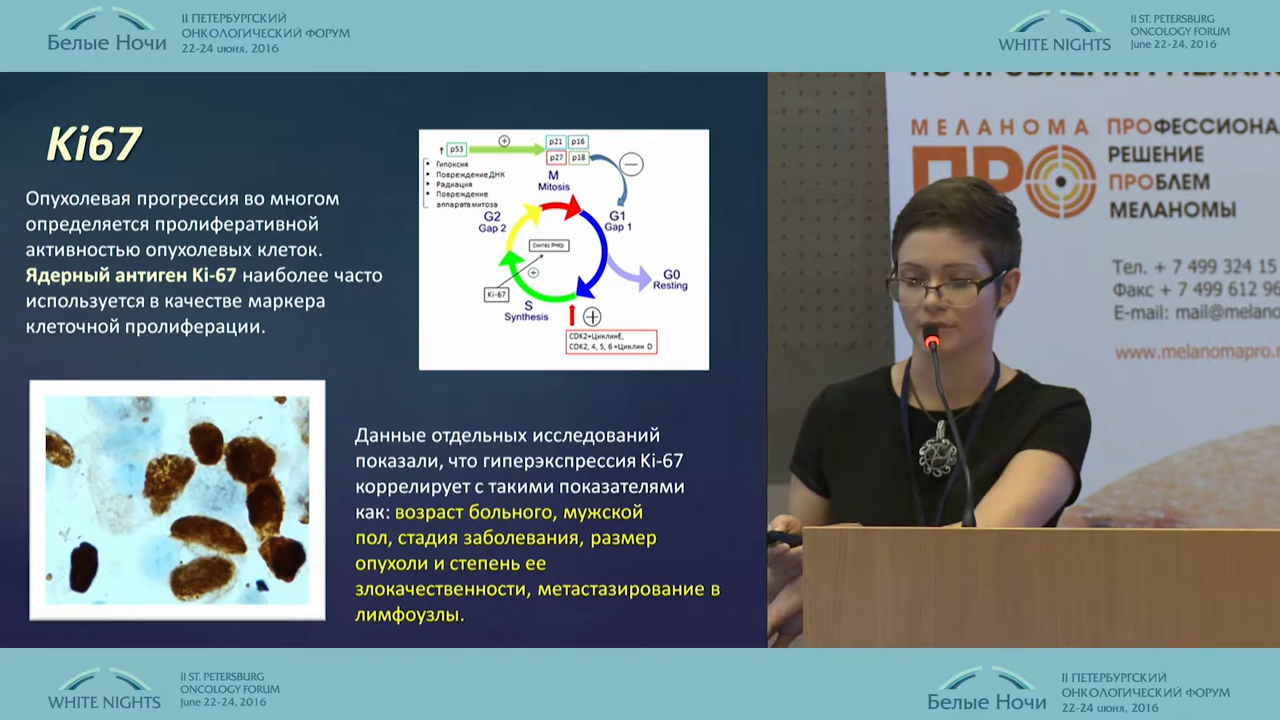 Белые Ночи
II ПЕТЕРБУРГСКИЙ
ОНКОЛОГИЧЕСКИЙ ФОРУМ
22-24 июня, 2016
WHITE NIGHTS
II ST. PETERSBURG
ONCOLOGY FORUM
June 22-24, 2016
Ki67
Опухолевая прогрессия во многом
определяется пролиферативной
активностью опухолевых клеток.
Ядерный антиген Ki-67 наиболее часто
используется в качестве маркера
клеточной пролиферации.
p53
p21 p16
p27 p18
Гипоксия
Повреждение ДНК
Радиация
Повреждение
аппарата митоза
M
Mitosis
G2
Gap 2
G1
Gap 1
G0
Resting
Ki-67
S
Synthesis
CDK2+ЦиклинE,
CDK2, 4, 5, 6 +Циклин D
Данные отдельных исследований
показали, что гиперэкспрессия Ki-67
коррелирует с такими показателями
как: возраст больного, мужской
пол, стадия заболевания, размер
опухоли и степень ее
злокачественности, метастазирование в
лимфоузлы.
МЕЛАНОМА
ПРО
ПРОФЕССИОНА
РЕШЕНИЕ
ПРОБЛЕМ
МЕЛАНОМЫ
Тел. + 7 499 324 15
Факс + 7 499 612 96
E-mail: mail@melano
www.melanomapro.
WHITE NIGHTS
II ST. PETERSBURG
ONCOLOGY FORUM
June 22-24, 2016
Белые Ночи
II ПЕТЕРБУРГСКИЙ
ОНКОЛОГИЧЕСКИЙ ФОРУМ
22-24 июня, 2016